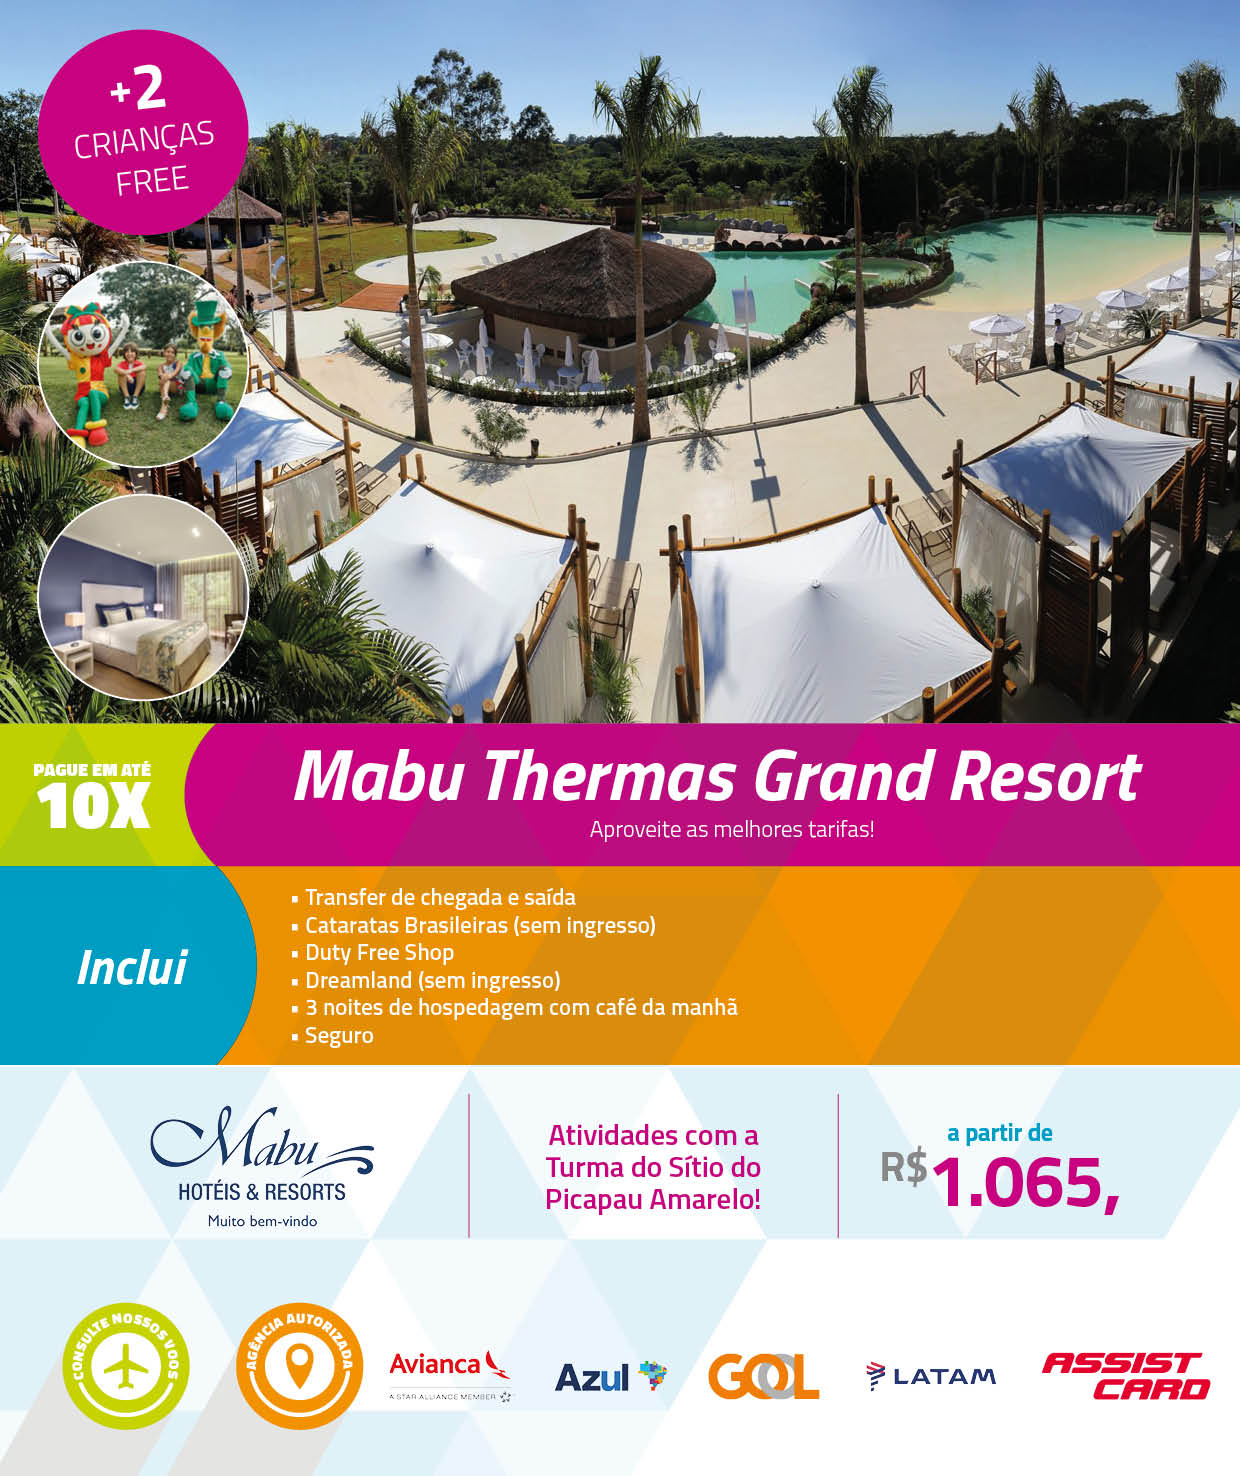 +2
CRIANÇAS
FREE
PAGUE EM ATÉ
10X
Mabu Thermas Grand Resort
Aproveite as melhores tarifas!
Inclui
▪ Transfer de chegada e saída
▪ Cataratas Brasileiras (sem ingresso)
▪ Duty Free Shop
▪ Dreamland (sem ingresso)
▪ 3 noites de hospedagem com café da manhã
▪ Seguro
Mabu
HOTÉIS & RESORTS
Muito bem-vindo
Atividades com a
Turma do Sítio do
Picapau Amarelo!
a partir de
R$1.065,
CONSULTE NOSSOS VOOS
AGÊNCIA AUTORIZADA
Avianca
A STAR ALLIANCE MEMBER
Azul
GOL
LATAM
ASSIST
CARD